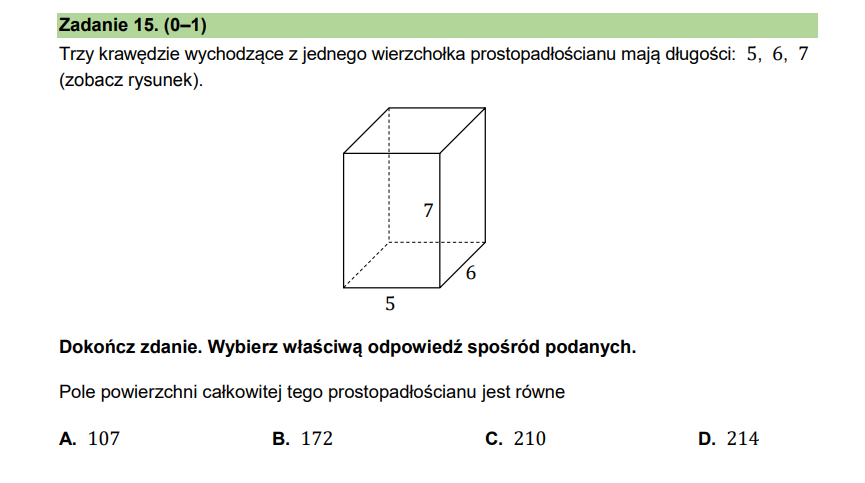 Zadanie 15. (0–1)
Trzy krawędzie wychodzące z jednego wierzchołka prostopadłościanu mają długości: 5, 6, 7
(zobacz rysunek).
7
6
5
Dokończ zdanie. Wybierz właściwą odpowiedź spośród podanych.
Pole powierzchni całkowitej tego prostopadłościanu jest równe
A. 107 B. 172 C. 210 D. 214